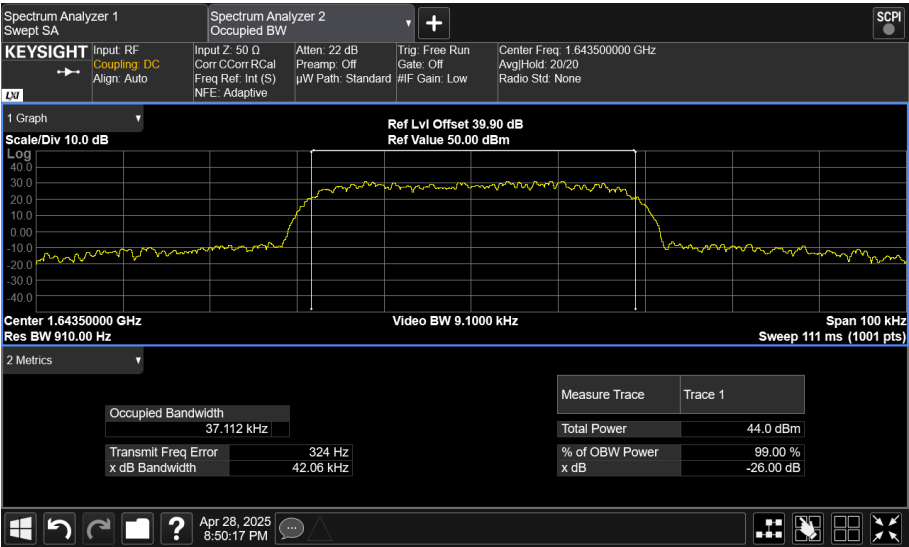 Spectrum Analyzer 1
Swept SA
Spectrum Analyzer 2
Occupied BW
+
SCPI
KEYSIGHT
LXI
Input: RF
Coupling: DC
Align: Auto
Input Z: 50 Ω
Corr CCorr RCal
Freq Ref: Int (S)
NFE: Adaptive
Atten: 22 dB
Preamp: Off
µW Path: Standard
Trig: Free Run
Gate: Off
#IF Gain: Low
Center Freq: 1.643500000 GHz
Avg|Hold: 20/20
Radio Std: None
1 Graph
Scale/Div 10.0 dB
Ref Lvl Offset 39.90 dB
Ref Value 50.00 dBm
Log
40.0
30.0
20.0
10.0
0.00
-10.0
-20.0
-30.0
-40.0
Center 1.64350000 GHz
Res BW 910.00 Hz
Video BW 9.1000 kHz
Span 100 kHz
Sweep 111 ms (1001 pts)
2 Metrics
Occupied Bandwidth
37.112 kHz
Transmit Freq Error 324 Hz
x dB Bandwidth 42.06 kHz
Measure Trace Trace 1
Total Power 44.0 dBm
% of OBW Power 99.00 %
x dB -26.00 dB
?
Apr 28, 2025
8:50:17 PM